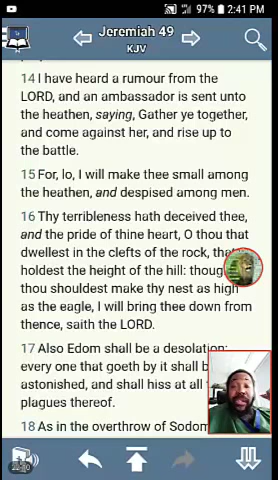 97% 2:41 PM
Jeremiah 49
KJV
14 I have heard a rumour from the
LORD, and an ambassador is sent unto
the heathen, saying, Gather ye together,
and come against her, and rise up to
the battle.
15 For, lo, I will make thee small among
the heathen, and despised among men.
16 Thy terribleness hath deceived thee,
and the pride of thine heart, O thou that
dwellest in the clefts of the rock, that
holdest the height of the hill: though
thou shouldest make thy nest as high
as the eagle, I will bring thee down from
thence, saith the LORD.
17 Also Edom shall be a desolation:
every one that goeth by it shall be
astonished, and shall hiss at all
plagues thereof.
18 As in the overthrow of Sodom